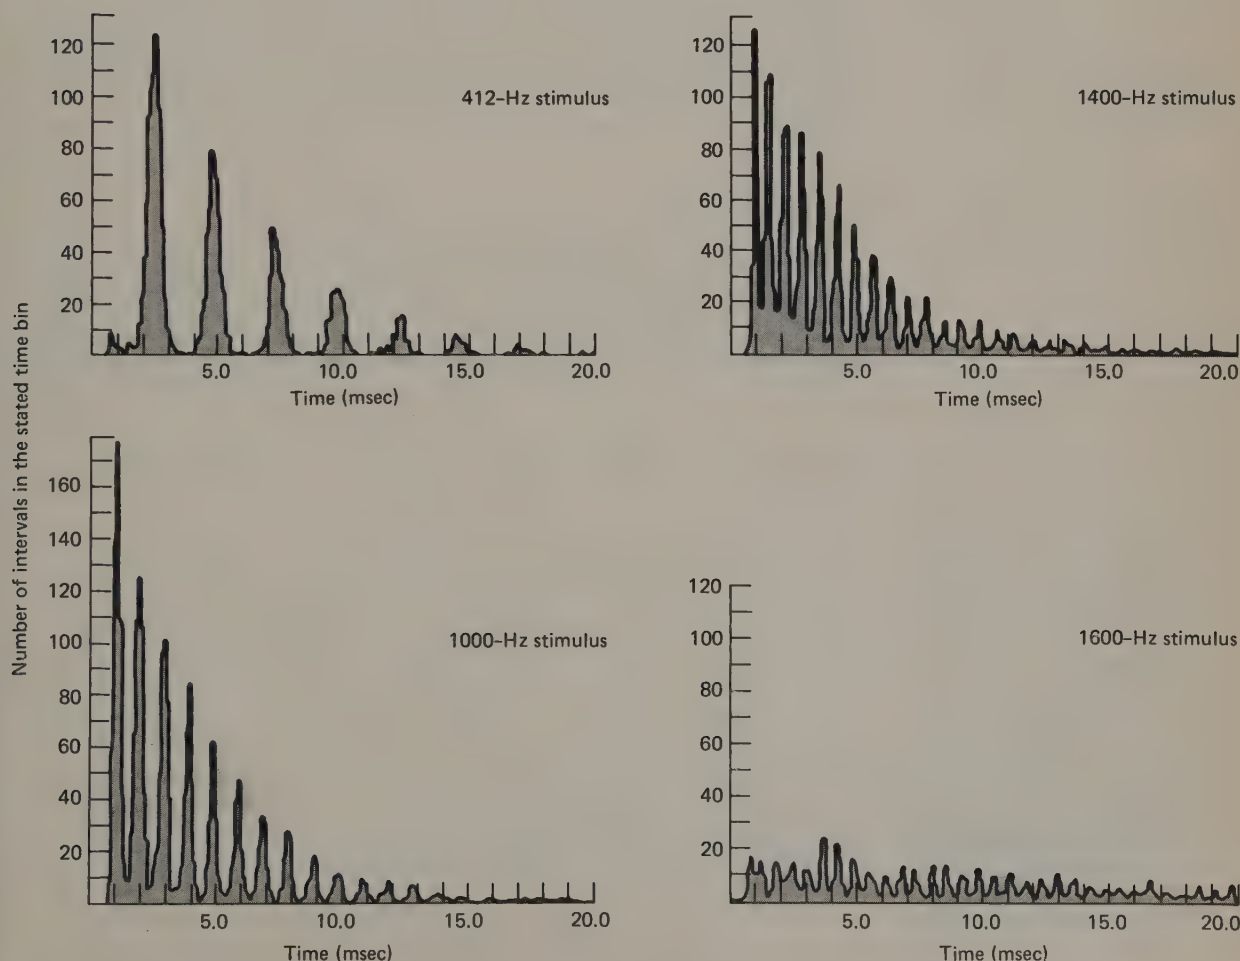 Number of intervals in the stated time bin
120
100
80
60
40
20
412-Hz stimulus
5.0 10.0 15.0 20.0
Time (msec)
120
100
80
60
40
20
1400-Hz stimulus
5.0 10.0 15.0 20.0
Time (msec)
160
140
120
100
80
60
40
20
1000-Hz stimulus
5.0 10.0 15.0 20.0
Time (msec)
120
100
80
60
40
20
1600-Hz stimulus
5.0 10.0 15.0 20.0
Time (msec)